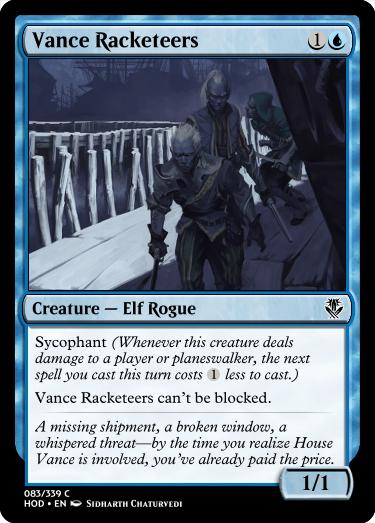 Vance Racketeers 1
Creature — Elf Rogue
Sycophant (Whenever this creature deals
damage to a player or planeswalker, the next
spell you cast this turn costs 1 less to cast.)
Vance Racketeers can't be blocked.
A missing shipment, a broken window, a
whispered threat—by the time you realize House
Vance is involved, you've already paid the price.
1/1
083/339 C
HOD • EN Sidharth Chaturvedi